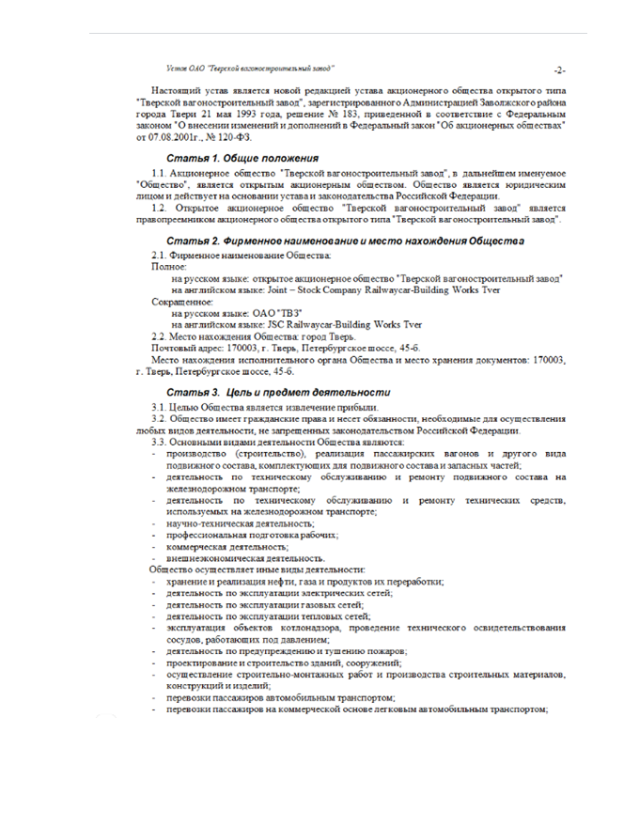 Устав ОАО "Тверской вагоностроительный завод"
-2-
Настоящий устав является новой редакцией устава акционерного общества открытого типа
"Тверской вагоностроительный завод", зарегистрированного Администрацией Заволжского района
города Твери 21 мая 1993 года, решение № 183, приведенной в соответствие с Федеральным
законом "О внесении изменений и дополнений в Федеральный закон "Об акционерных обществах"
от 07.08.2001г., № 120-ФЗ.
Статья 1. Общие положения
1.1. Акционерное общество "Тверской вагоностроительный завод", в дальнейшем именуемое
"Общество", является открытым акционерным обществом. Общество является юридическим
лицом и действует на основании устава и законодательства Российской Федерации.
1.2. Открытое акционерное общество "Тверской вагоностроительный завод" является
правопреемником акционерного общества открытого типа "Тверской вагоностроительный завод".
Статья 2. Фирменное наименование и место нахождения Общества
2.1. Фирменное наименование Общества:
Полное:
на русском языке: открытое акционерное общество "Тверской вагоностроительный завод"
на английском языке: Joint – Stock Company Railwaycar-Building Works Tver
Сокращенное:
на русском языке: ОАО "ТВЗ"
на английском языке: JSC Railwaycar-Building Works Tver
2.2. Место нахождения Общества: город Тверь.
Почтовый адрес: 170003, г. Тверь, Петербургское шоссе, 45-б.
Место нахождения исполнительного органа Общества и место хранения документов: 170003,
г. Тверь, Петербургское шоссе, 45-б.
Статья 3. Цель и предмет деятельности
3.1. Целью Общества является извлечение прибыли.
3.2. Общество имеет гражданские права и несет обязанности, необходимые для осуществления
любых видов деятельности, не запрещенных законодательством Российской Федерации.
3.3. Основными видами деятельности Общества являются:
- производство (строительство), реализация пассажирских вагонов и другого вида
подвижного состава, комплектующих для подвижного состава и запасных частей;
- деятельность по техническому обслуживанию и ремонту подвижного состава на
железнодорожном транспорте;
- деятельность по техническому обслуживанию и ремонту технических средств,
используемых на железнодорожном транспорте;
- научно-техническая деятельность;
- профессиональная подготовка рабочих;
- коммерческая деятельность;
- внешнеэкономическая деятельность.
Общество осуществляет иные виды деятельности:
- хранение и реализация нефти, газа и продуктов их переработки;
- деятельность по эксплуатации электрических сетей;
- деятельность по эксплуатации газовых сетей;
- деятельность по эксплуатации тепловых сетей;
- эксплуатация объектов котлонадзора, проведение технического освидетельствования
сосудов, работающих под давлением;
- деятельность по предупреждению и тушению пожаров;
- проектирование и строительство зданий, сооружений;
- осуществление строительно-монтажных работ и производства строительных материалов,
конструкций и изделий;
- перевозки пассажиров автомобильным транспортом;
- перевозки пассажиров на коммерческой основе легковым автомобильным транспортом;